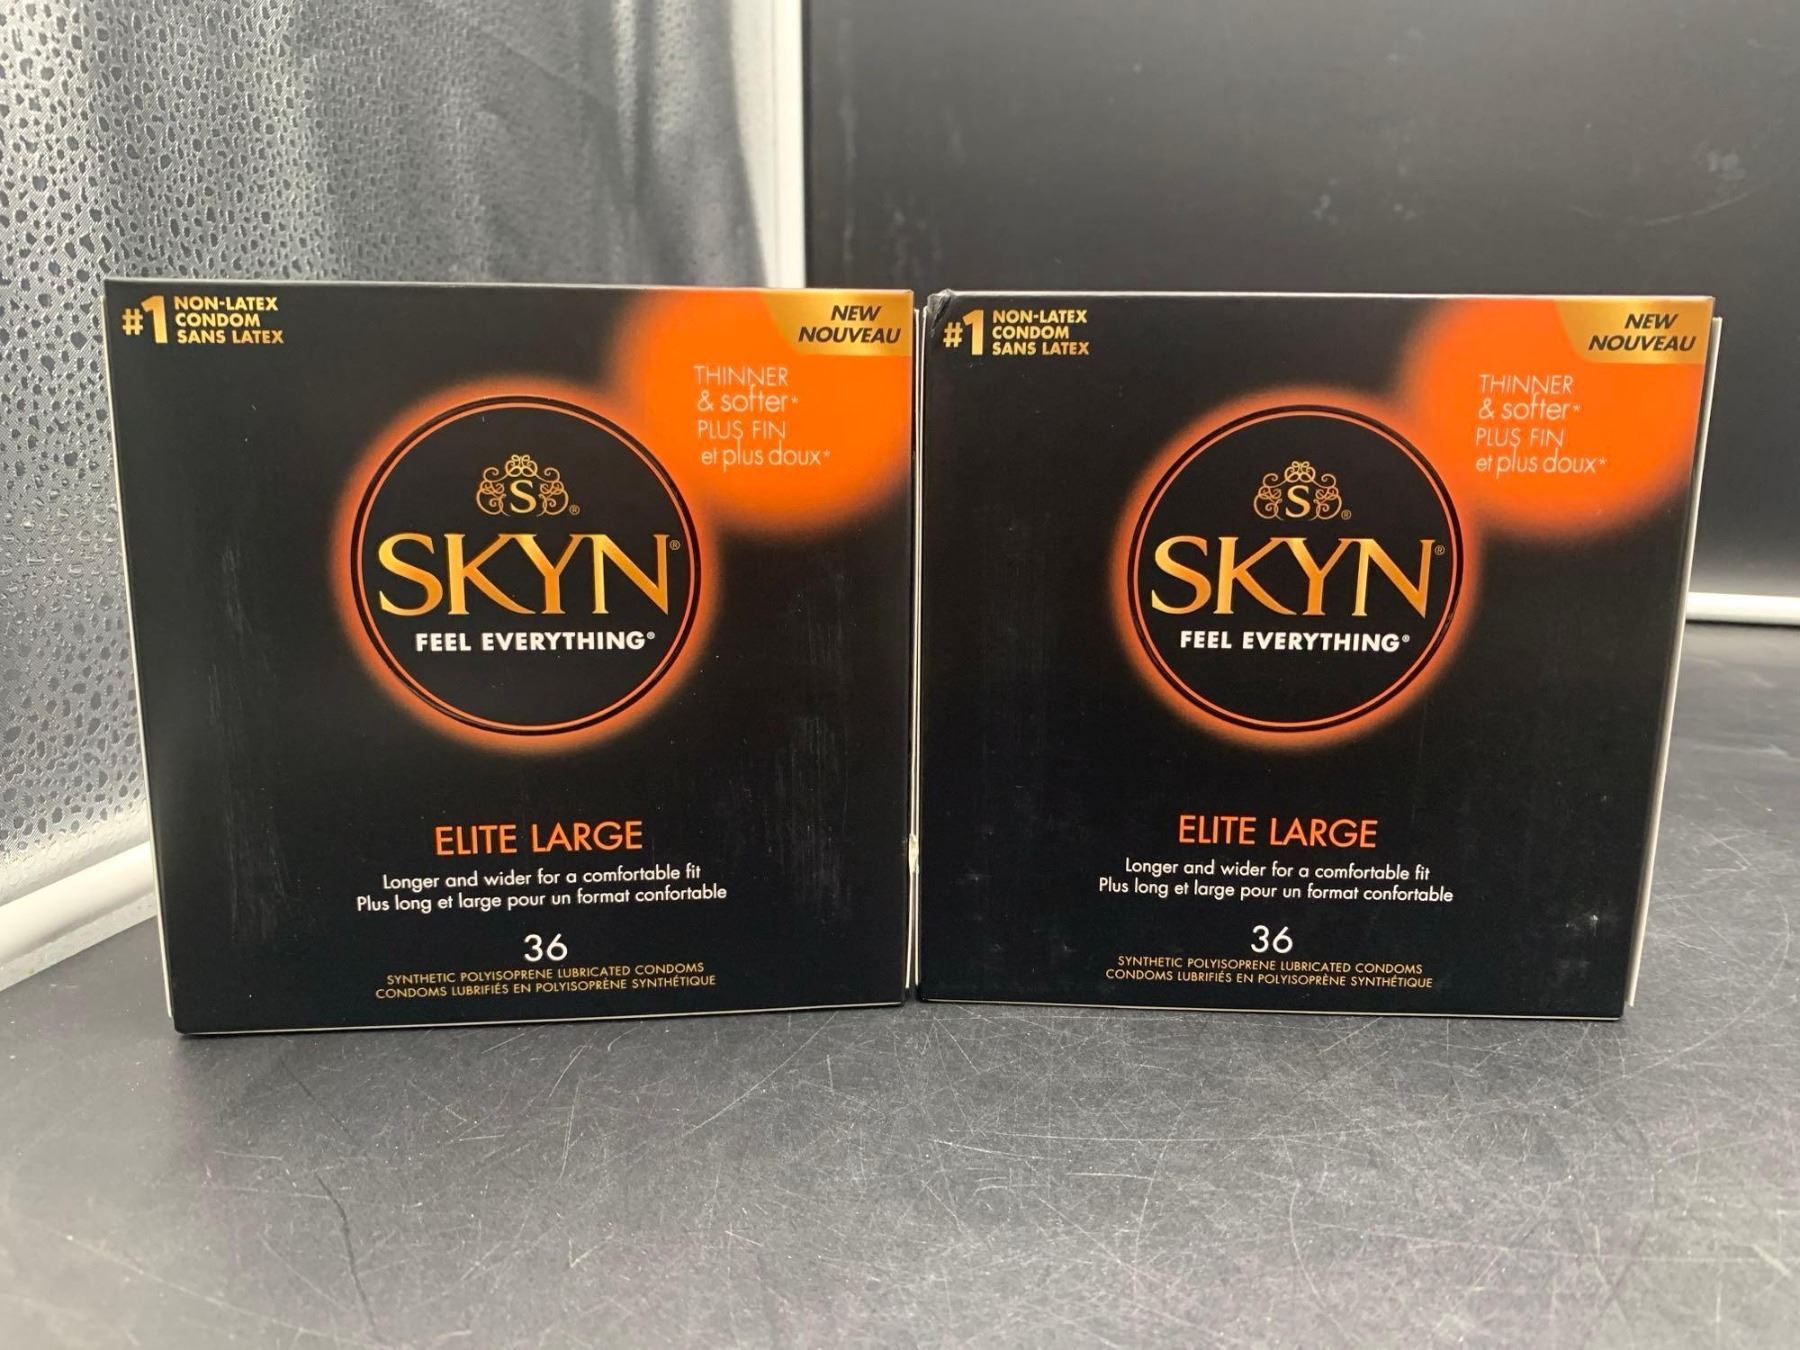 #1 NON-LATEX
CONDOM
SANS LATEX
NEW
NOUVEAU
THINNER
& softer*
PLUS FIN
et plus doux*
S®
SKYN®
FEEL EVERYTHING®
ELITE LARGE
Longer and wider for a comfortable fit
Plus long et large pour un format confortable
36
SYNTHETIC POLYISOPRENE LUBRICATED CONDOMS
CONDOMS LUBRIFIÉS EN POLYISOPRÈNE SYNTHÉTIQUE
#1 NON-LATEX
CONDOM
SANS LATEX
NEW
NOUVEAU
THINNER
& softer*
PLUS FIN
et plus doux*
S®
SKYN®
FEEL EVERYTHING®
ELITE LARGE
Longer and wider for a comfortable fit
Plus long et large pour un format confortable
36
SYNTHETIC POLYISOPRENE LUBRICATED CONDOMS
CONDOMS LUBRIFIÉS EN POLYISOPRÈNE SYNTHÉTIQUE